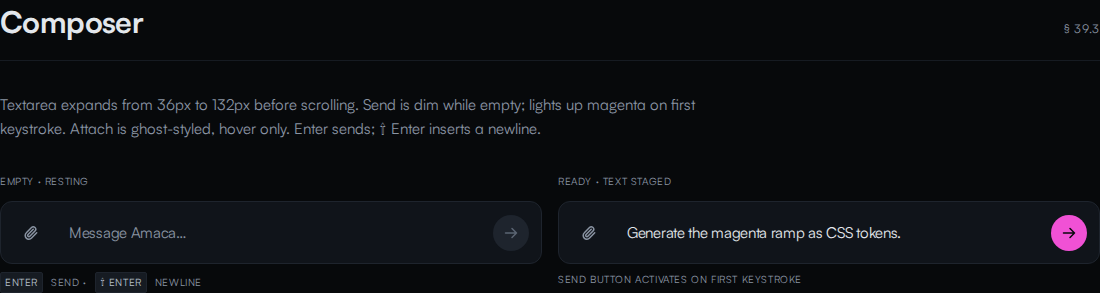 Composer
§ 39.3
Textarea expands from 36px to 132px before scrolling. Send is dim while empty; lights up magenta on first
keystroke. Attach is ghost-styled, hover only. Enter sends; ⇧ Enter inserts a newline.
EMPTY · RESTING
Message Amaca...
ENTER SEND · ⇧ ENTER NEWLINE
READY · TEXT STAGED
Generate the magenta ramp as CSS tokens.
SEND BUTTON ACTIVATES ON FIRST KEYSTROKE